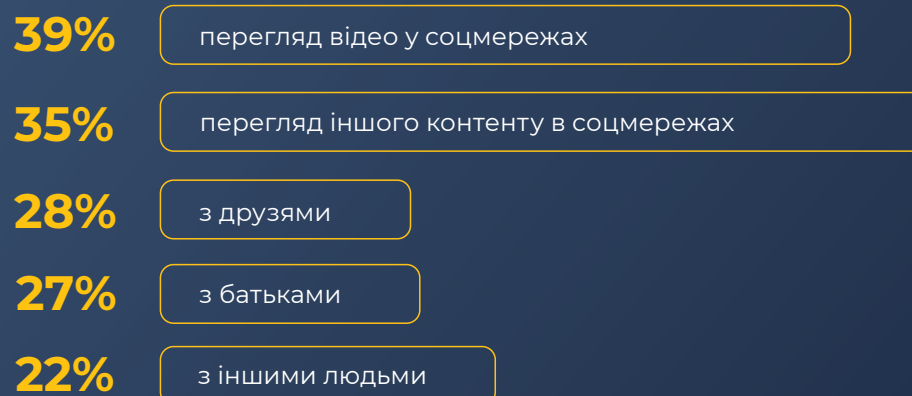 39% перегляд відео у соцмережах
35% перегляд іншого контенту в соцмережах
28% з друзями
27% з батьками
22% з іншими людьми